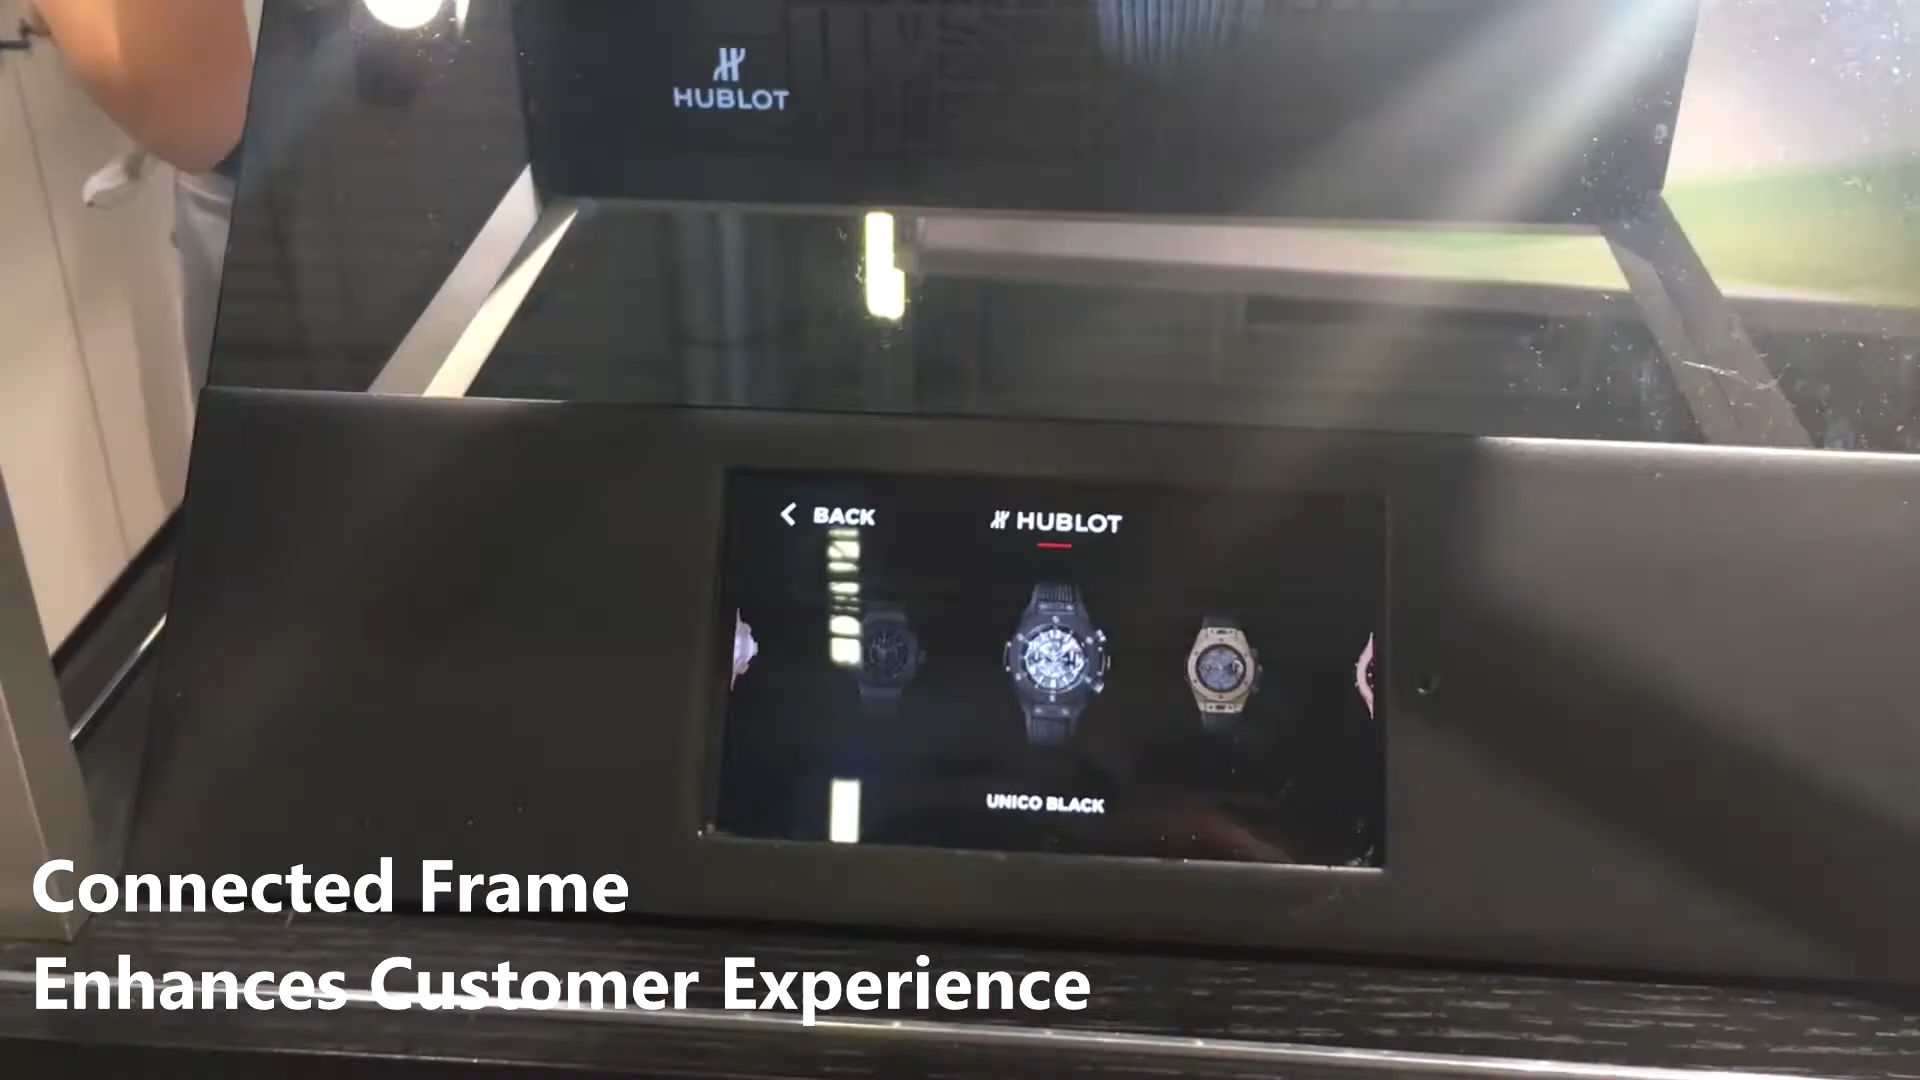 HUBLOT
BACK
HUBLOT
UNICO BLACK
Connected Frame
Enhances Customer Experience